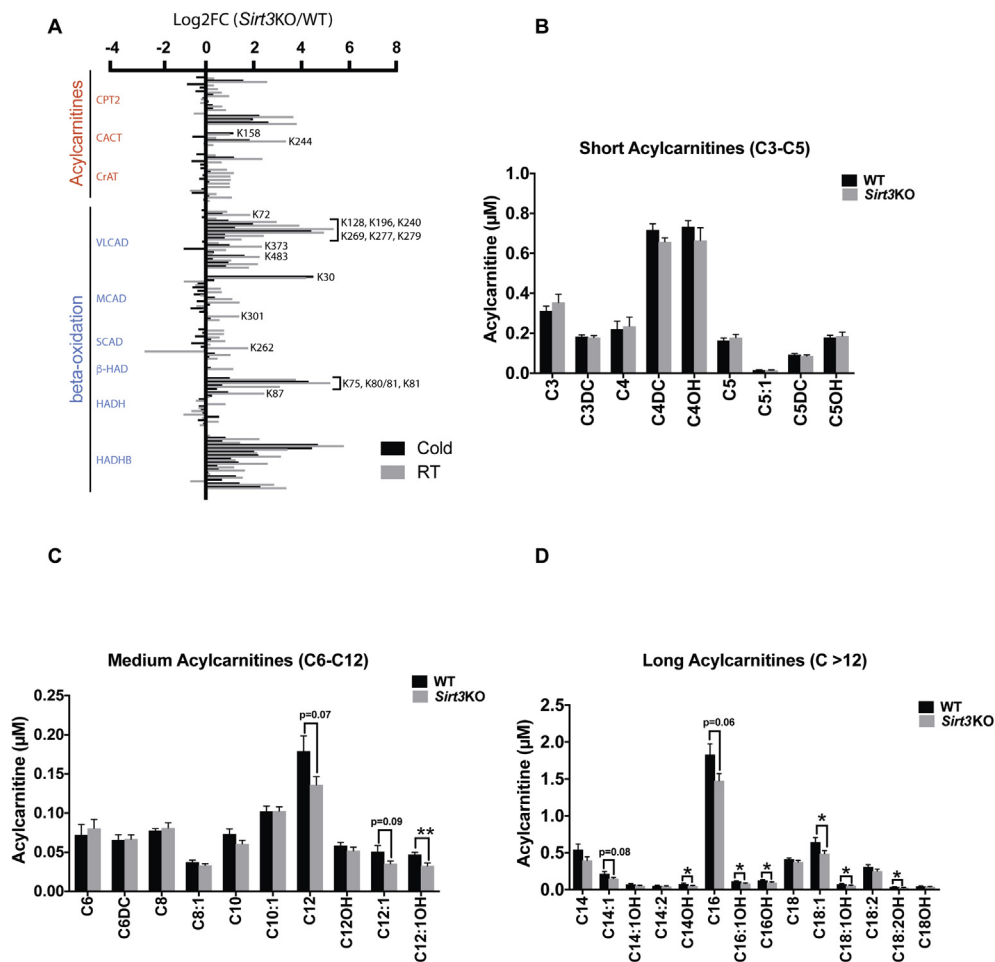 A
Log2FC (Sirt3KO/WT)
-4 -2 0 2 4 6 8
Acylcarnitines
CPT2
CACT
CrAT
K158
K244
beta-oxidation
VLCAD
MCAD
SCAD
β-HAD
HADH
HADHB
K72
K128, K196, K240
K269, K277, K279
K373
K483
K30
K301
K262
K75, K80/81, K81
K87
Cold
RT
B
Short Acylcarnitines (C3-C5)
WT
Sirt3KO
Acylcarnitine (µM)
1.0
0.8
0.6
0.4
0.2
0.0
C3 C3DC C4 C4DC C4OH C5 C5:1 C5DC C5OH
C
Medium Acylcarnitines (C6-C12)
WT
Sirt3KO
Acylcarnitine (µM)
0.25
0.20
0.15
0.10
0.05
0.00
p=0.07
p=0.09
**
C6 C6DC C8 C8:1 C10 C10:1 C12 C12OH C12:1 C12:1OH
D
Long Acylcarnitines (C >12)
WT
Sirt3KO
Acylcarnitine (µM)
2.5
2.0
1.5
1.0
0.5
0.0
p=0.08
*
p=0.06
* *
*
*
*
C14 C14:1 C14:1OH C14:2 C14OH C16 C16:1OH C16OH C18 C18:1 C18:1OH C18:2 C18:2OH C18OH